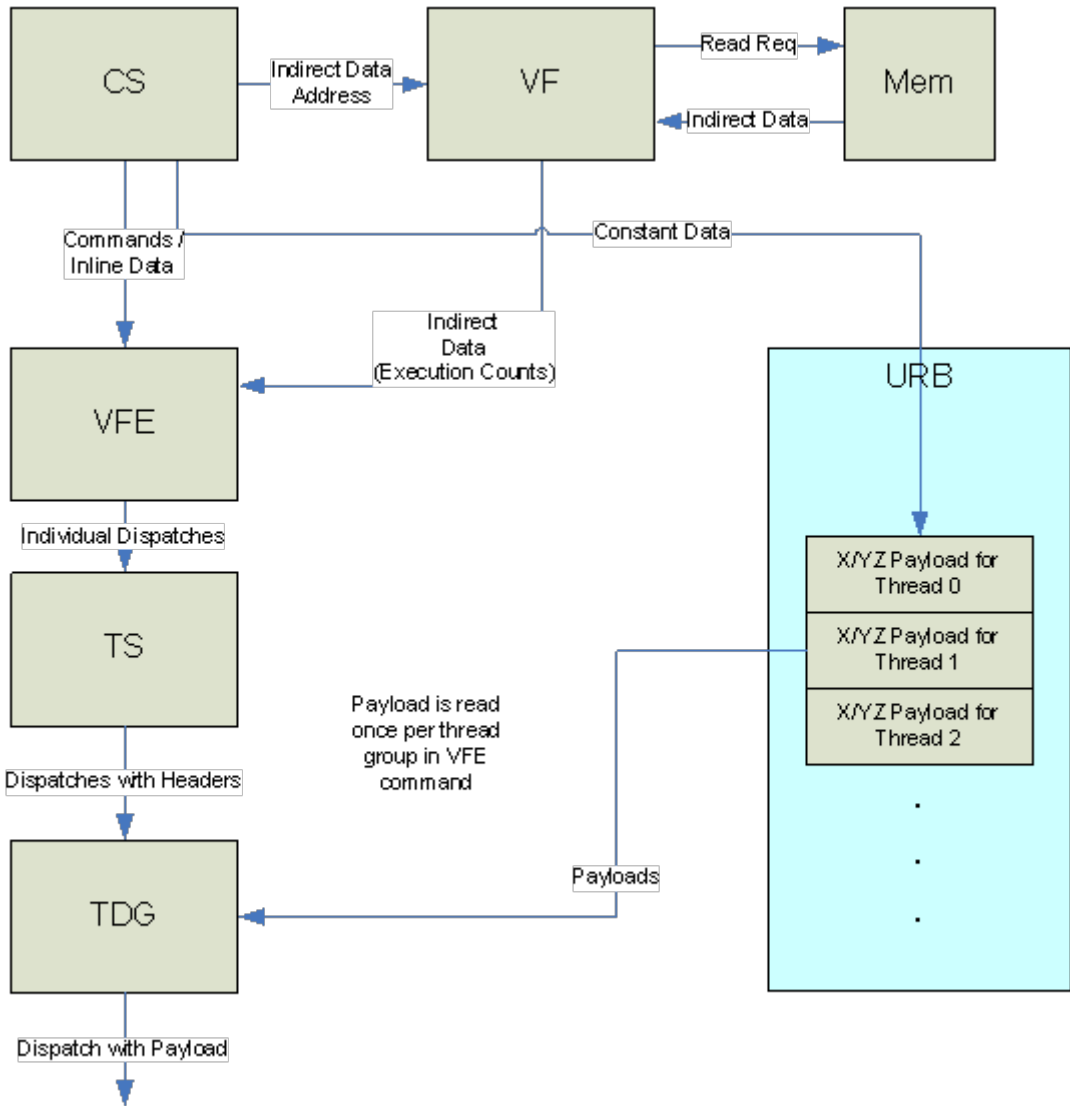 CS
Indirect Data
Address
VF
Read Req
Indirect Data
Mem
Commands /
Inline Data
Constant Data
Indirect
Data
(Execution Counts)
VFE
URB
Individual Dispatches
X/YZ Payload for
Thread 0
X/YZ Payload for
Thread 1
X/YZ Payload for
Thread 2
.
.
.
TS
Payload is read
once per thread
group in VFE
command
Dispatches with Headers
Payloads
TDG
Dispatch with Payload